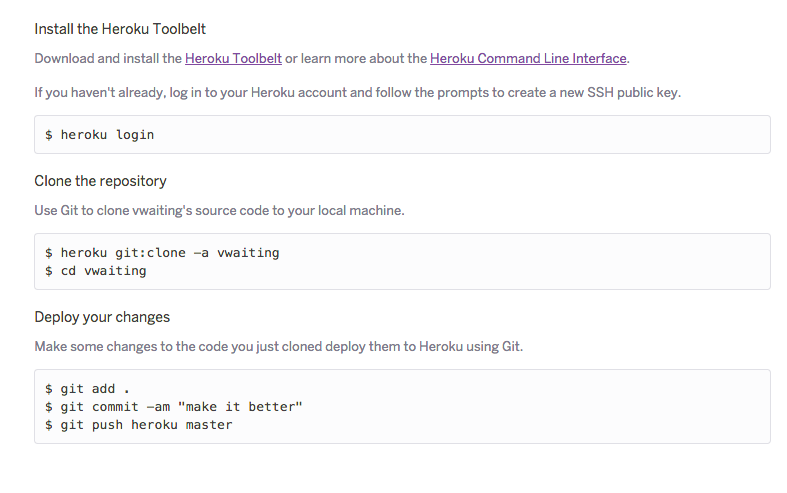 Install the Heroku Toolbelt
Download and install the Heroku Toolbelt or learn more about the Heroku Command Line Interface.
If you haven't already, log in to your Heroku account and follow the prompts to create a new SSH public key.
$ heroku login
Clone the repository
Use Git to clone vwaiting's source code to your local machine.
$ heroku git:clone -a vwaiting
$ cd vwaiting
Deploy your changes
Make some changes to the code you just cloned deploy them to Heroku using Git.
$ git add .
$ git commit -am "make it better"
$ git push heroku master